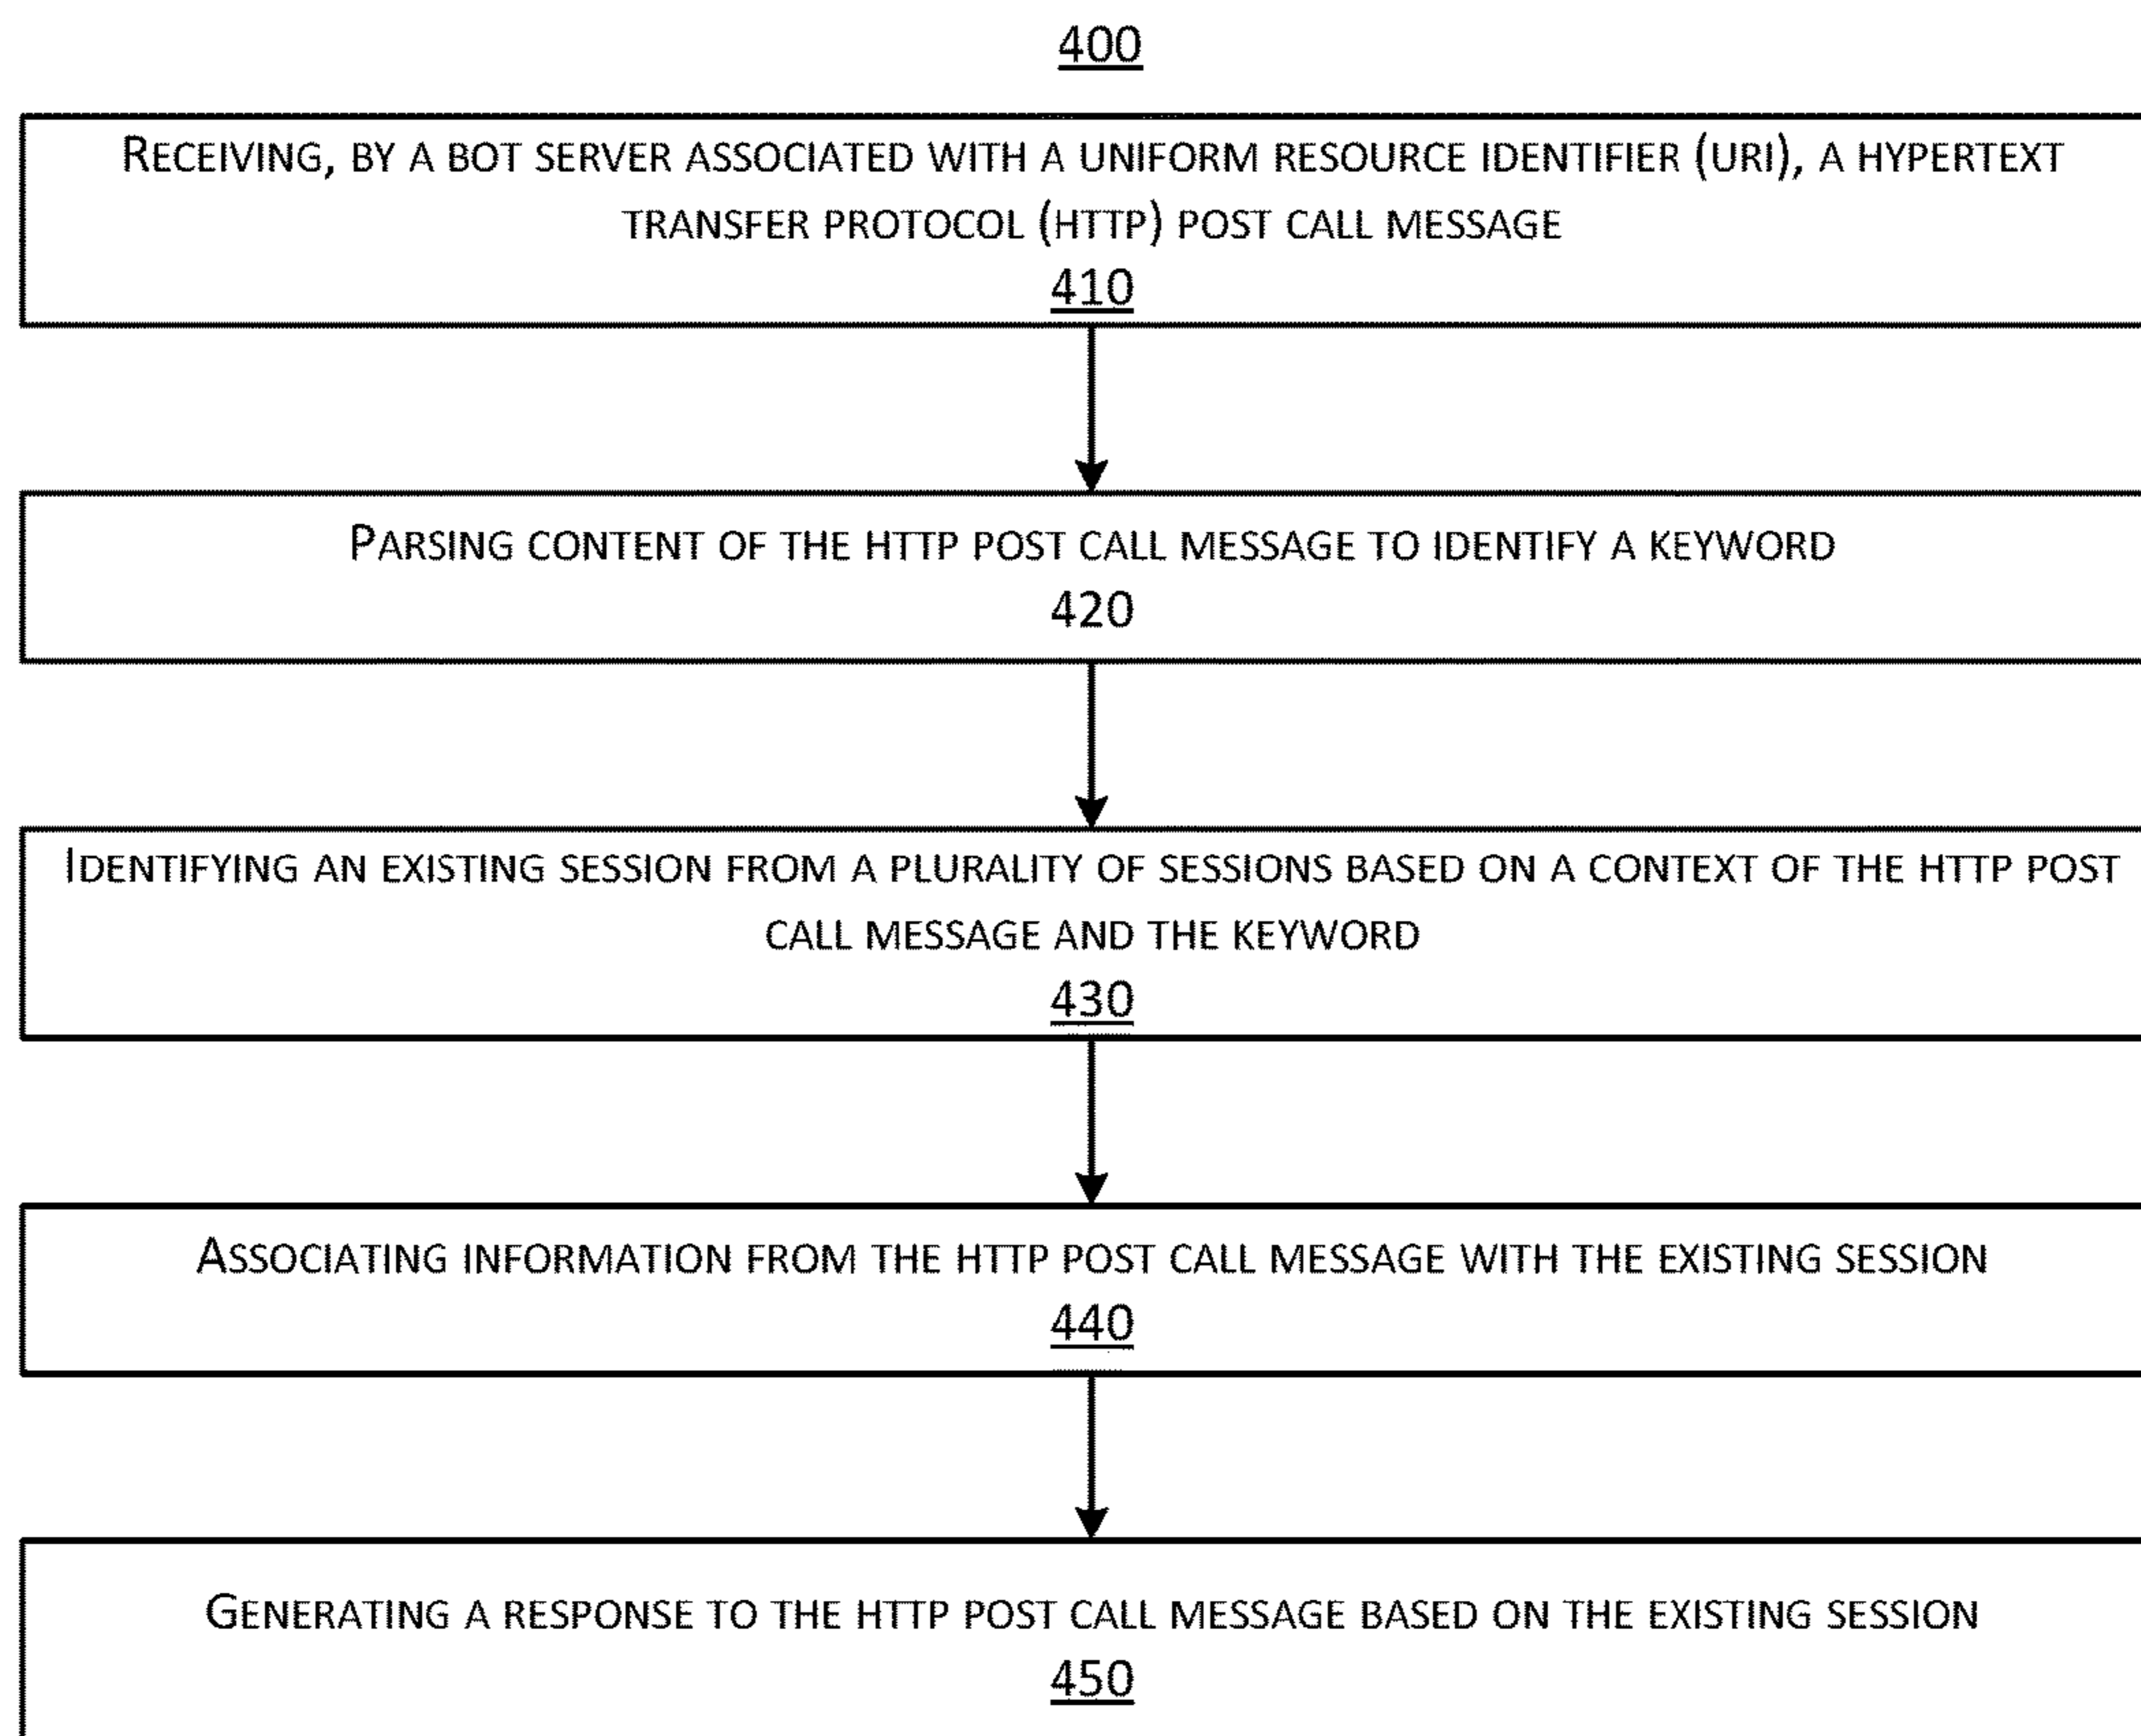 400
RECEIVING, BY A BOT SERVER ASSOCIATED WITH A UNIFORM RESOURCE IDENTIFIER (URI), A HYPERTEXT
TRANSFER PROTOCOL (HTTP) POST CALL MESSAGE
410
PARSING CONTENT OF THE HTTP POST CALL MESSAGE TO IDENTIFY A KEYWORD
420
IDENTIFYING AN EXISTING SESSION FROM A PLURALITY OF SESSIONS BASED ON A CONTEXT OF THE HTTP POST
CALL MESSAGE AND THE KEYWORD
430
ASSOCIATING INFORMATION FROM THE HTTP POST CALL MESSAGE WITH THE EXISTING SESSION
440
GENERATING A RESPONSE TO THE HTTP POST CALL MESSAGE BASED ON THE EXISTING SESSION
450